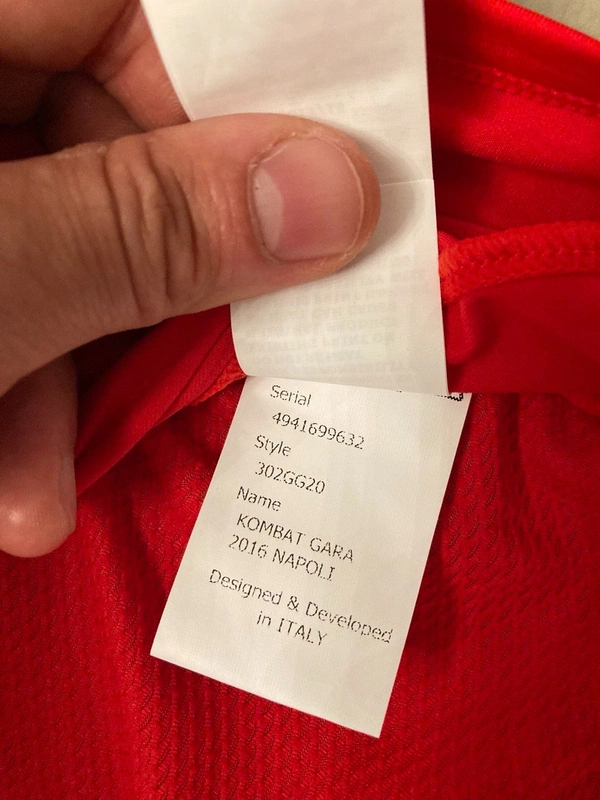 Serial
4941699632
Style
302GG20
Name
KOMBAT GARA
2016 NAPOLI
Designed & Developed
in ITALY